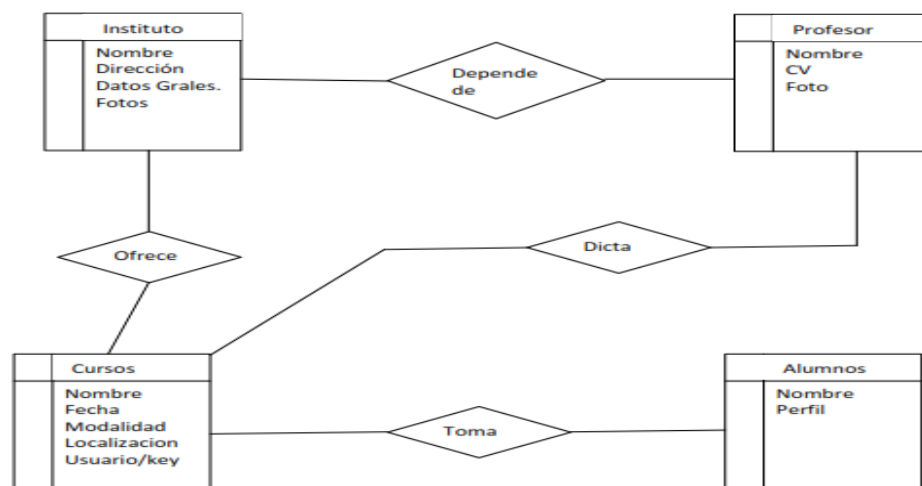 Instituto
Nombre
Dirección
Datos Grales.
Fotos
Depende
de
Profesor
Nombre
CV
Foto
Ofrece
Dicta
Cursos
Nombre
Fecha
Modalidad
Localizacion
Usuario/key
Toma
Alumnos
Nombre
Perfil